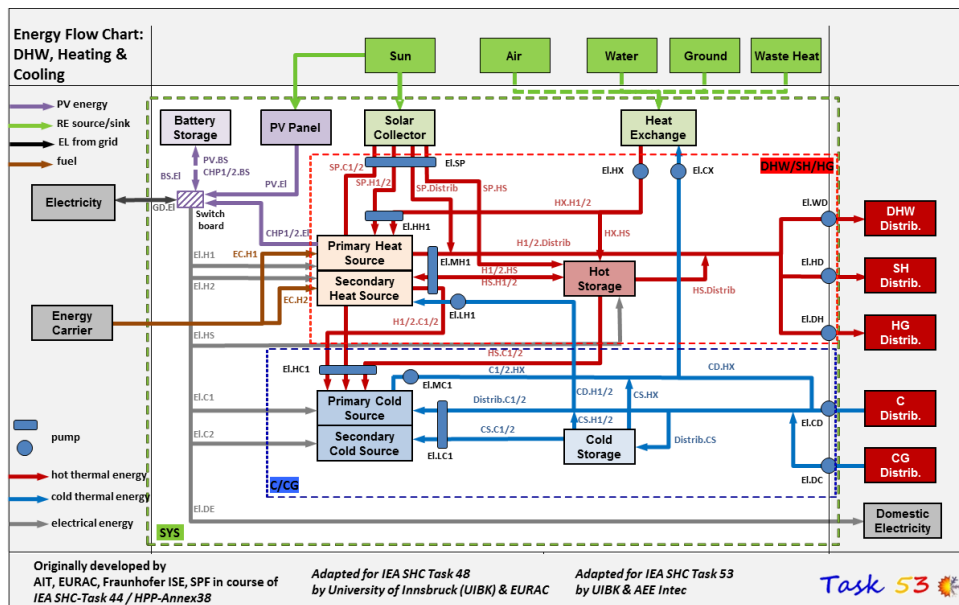 Energy Flow Chart:
DHW, Heating &
Cooling
Sun
Air
Water
Ground
Waste Heat
PV energy
RE source/sink
EL from grid
fuel
Battery
Storage
PV Panel
Solar
Collector
Heat
Exchange
DHW/SH/HG
PV.BS
CHP1/2.BS
BS.El
PV.El
El.SP
SP.C1/2
SP.H1/2
SP.Distrib
SP.HS
El.HX
El.CX
Electricity
GD.El
Switch
board
CHP1/2.El
HX.H1/2
HX.HS
El.HH1
El.WD
DHW
Distrib.
EC.H1
El.H1
El.H2
EC.H2
Primary Heat
Source
Secondary
Heat Source
El.MH1
H1/2.Distrib
H1/2.HS
HS.H1/2
Hot
Storage
HS.Distrib
El.HD
SH
Distrib.
Energy
Carrier
El.HS
H1/2.C1/2
El.LH1
El.DH
HG
Distrib.
HS.C1/2
El.HC1
El.MC1
C1/2.HX
CD.HX
CD.H1/2
CS.HX
El.C1
Primary Cold
Source
Secondary
Cold Source
Distrib.C1/2
CS.H1/2
CS.C1/2
El.LC1
Cold
Storage
Distrib.CS
El.CD
C
Distrib.
El.C2
pump
El.DC
CG
Distrib.
hot thermal energy
cold thermal energy
electrical energy
C/CG
El.DE
SYS
Domestic
Electricity
Originally developed by
AIT, EURAC, Fraunhofer ISE, SPF in course of
IEA SHC-Task 44 / HPP-Annex38
Adapted for IEA SHC Task 48
by University of Innsbruck (UIBK) & EURAC
Adapted for IEA SHC Task 53
by UIBK & AEE Intec
Task 53